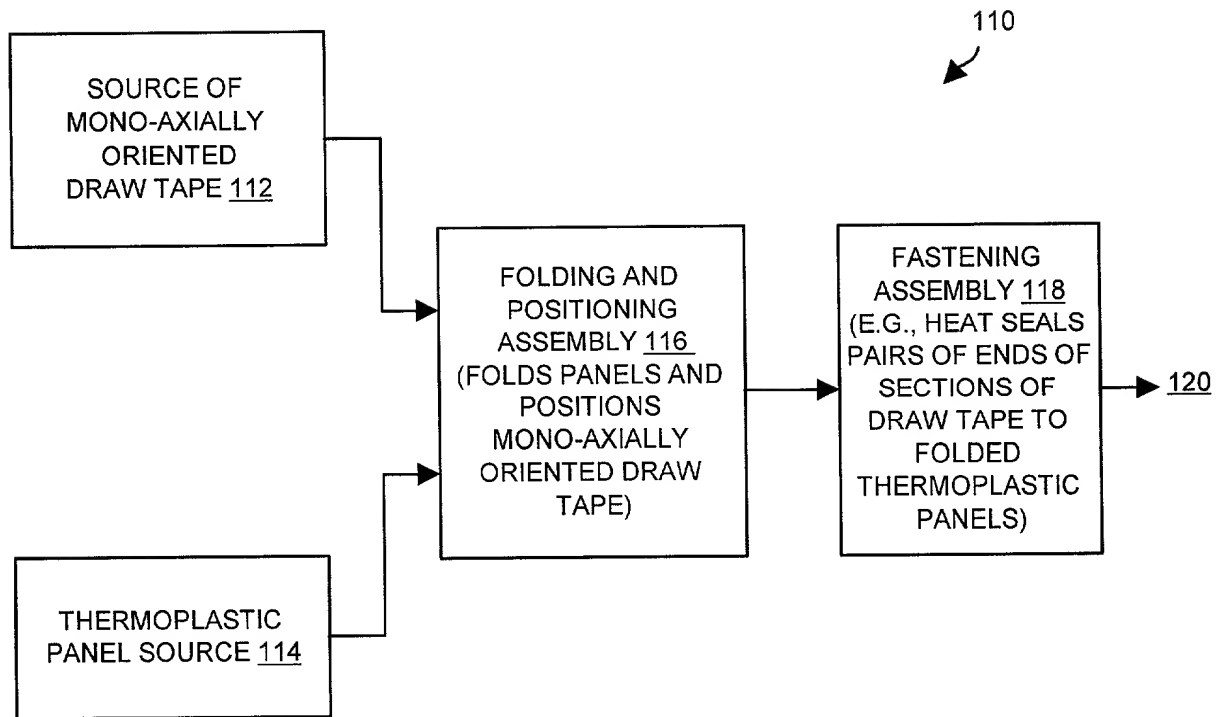 110
SOURCE OF
MONO-AXIALLY
ORIENTED
DRAW TAPE 112
FOLDING AND
POSITIONING
ASSEMBLY 116
(FOLDS PANELS AND
POSITIONS
MONO-AXIALLY
ORIENTED DRAW
TAPE)
FASTENING
ASSEMBLY 118
(E.G., HEAT SEALS
PAIRS OF ENDS OF
SECTIONS OF
DRAW TAPE TO
FOLDED
THERMOPLASTIC
PANELS)
120
THERMOPLASTIC
PANEL SOURCE 114